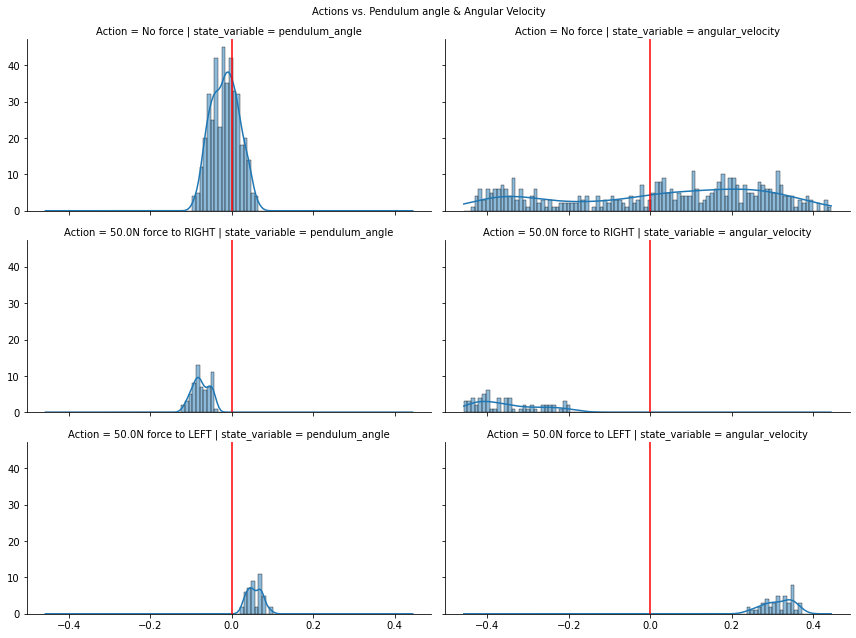 Actions vs. Pendulum angle & Angular Velocity
Action = No force | state_variable = pendulum_angle
Action = No force | state_variable = angular_velocity
40
30
20
10
0
Action = 50.0N force to RIGHT | state_variable = pendulum_angle
Action = 50.0N force to RIGHT | state_variable = angular_velocity
40
30
20
10
0
Action = 50.0N force to LEFT | state_variable = pendulum_angle
Action = 50.0N force to LEFT | state_variable = angular_velocity
40
30
20
10
0
−0.4 −0.2 0.0 0.2 0.4
−0.4 −0.2 0.0 0.2 0.4